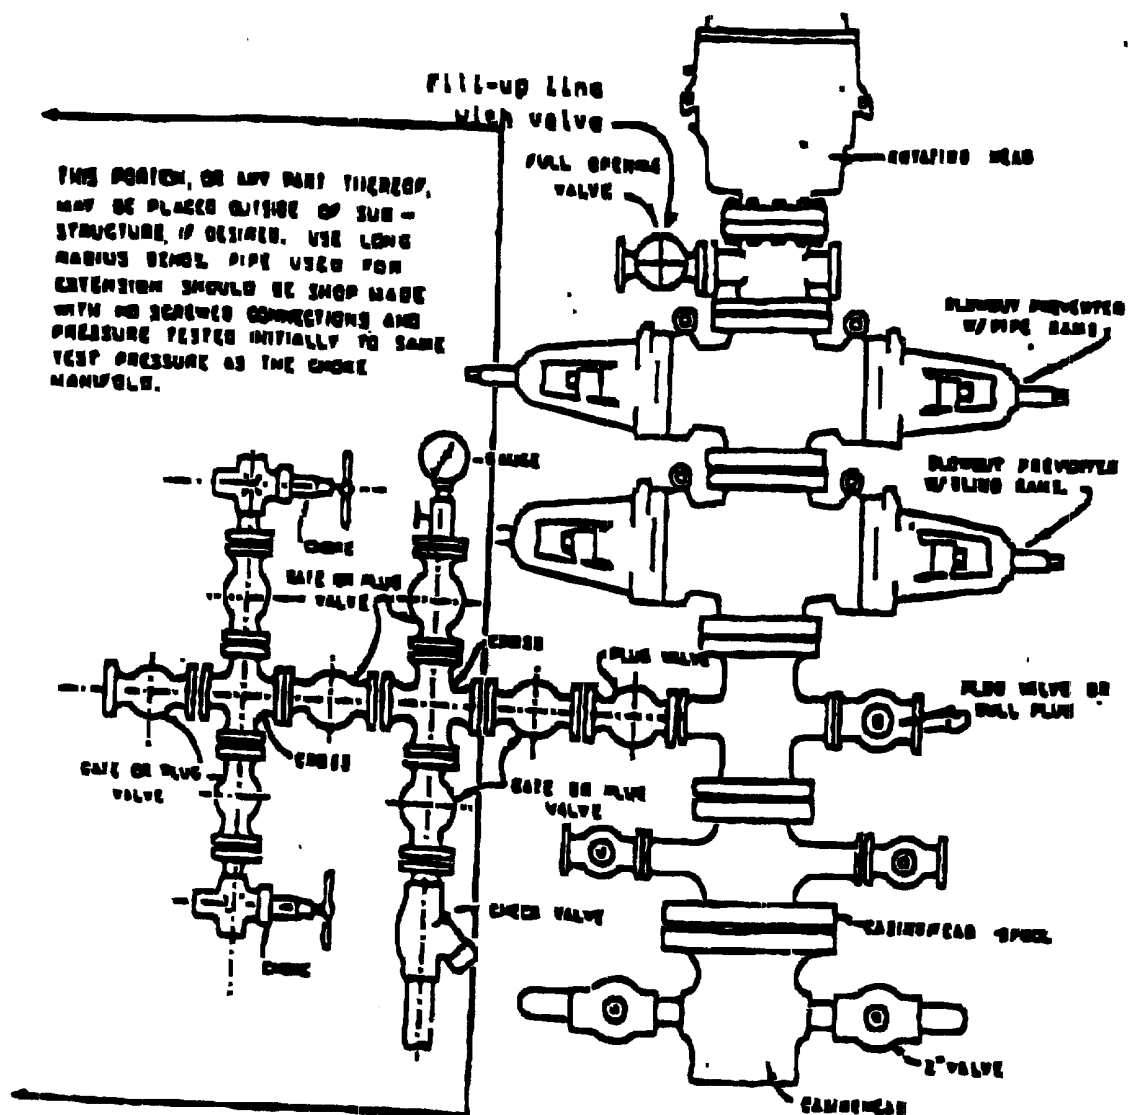 Fill-up Line
with valve
FULL OPENING
VALVE
ROTATING HEAD
THIS PORTION, OR ANY PART THEREOF,
MAY BE PLACED OUTSIDE OF SUB-
STRUCTURE, IF DESIRED. USE LONG
RADIUS BENDS. PIPE USED FOR
EXTENSION SHOULD BE SHOP MADE
WITH NO SCREWED CONNECTIONS AND
PRESSURE TESTED INITIALLY TO SAME
TEST PRESSURE AS THE CHOKE
MANIFOLD.
BLOWOUT PREVENTER
W/ PIPE RAMS
GAUGE
BLOWOUT PREVENTER
W/ BLIND RAMS
CHOKE
GATE OR PLUG
VALVE
CROSS
PLUG VALVE
PLUG VALVE OR
BULL PLUG
CROSS
GATE OR PLUG
VALVE
GATE OR PLUG
VALVE
CHECK VALVE
CASINGHEAD SPOOL
CHOKE
2" VALVE
CASINGHEAD